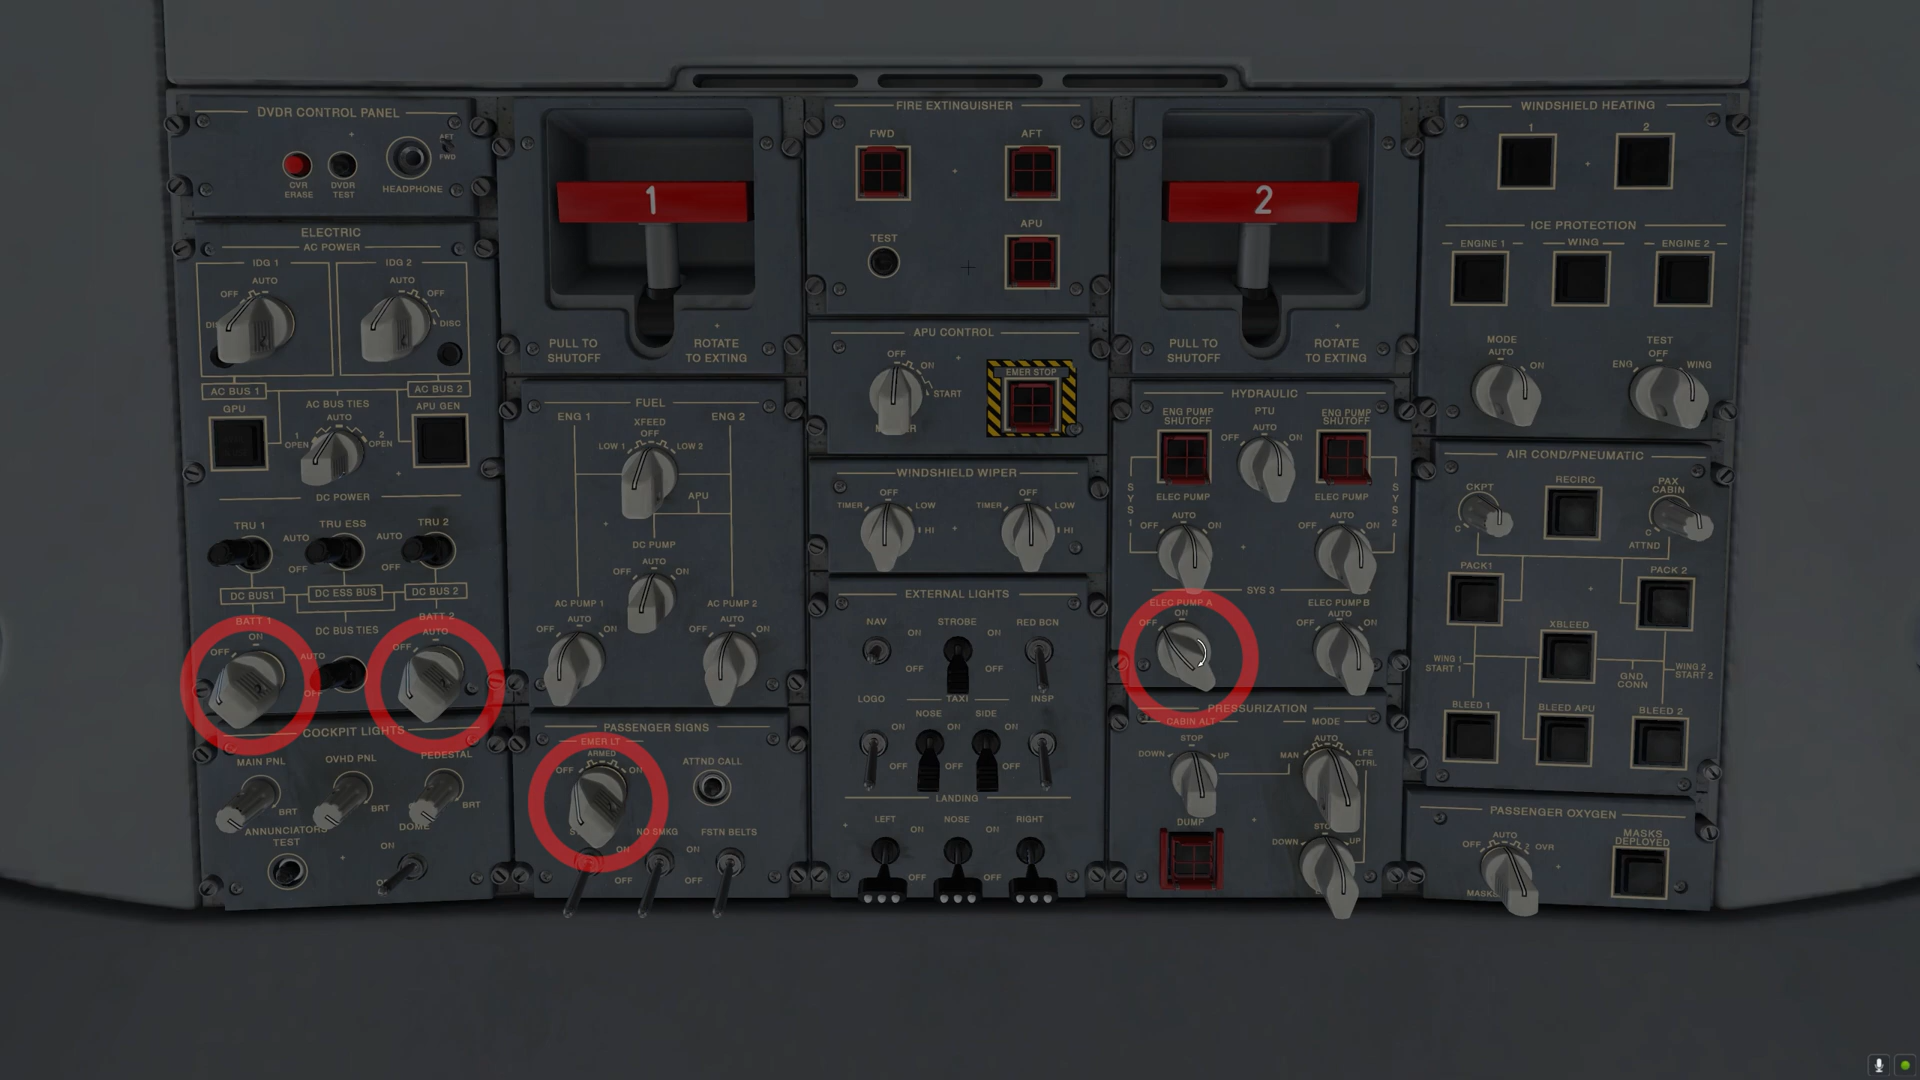 DVDR CONTROL PANEL
AFT
FWD
CVR
ERASE
DVDR
TEST
HEADPHONE
ELECTRIC
AC POWER
IDG 1
IDG 2
AUTO
OFF
AUTO
OFF
DISC
AC BUS 1
AC BUS 2
GPU
AC BUS TIES
AUTO
1
OPEN
2
OPEN
APU GEN
DC POWER
TRU 1
TRU ESS
TRU 2
AUTO
AUTO
OFF
OFF
DC BUS1
DC ESS BUS
DC BUS 2
BATT 1
DC BUS TIES
BATT 2
ON
OFF
AUTO
OFF
AUTO
OFF
COCKPIT LIGHTS
MAIN PNL
OVHD PNL
PEDESTAL
BRT
BRT
BRT
ANNUNCIATORS
TEST
DOME
ON
1
PULL TO
SHUTOFF
ROTATE
TO EXTING
FUEL
ENG 1
XFEED
OFF
ENG 2
LOW 1
LOW 2
APU
DC PUMP
AUTO
OFF
ON
AC PUMP 1
AC PUMP 2
AUTO
OFF
ON
AUTO
OFF
ON
PASSENGER SIGNS
EMER LT
ARMED
OFF
ON
ATTND CALL
NO SMKG
FSTN BELTS
ON
ON
OFF
OFF
FIRE EXTINGUISHER
FWD
AFT
TEST
APU
APU CONTROL
OFF
ON
START
EMER STOP
WINDSHIELD WIPER
OFF
TIMER
LOW
HI
OFF
TIMER
LOW
HI
EXTERNAL LIGHTS
NAV
STROBE
RED BCN
ON
ON
OFF
OFF
LOGO
TAXI
INSP
NOSE
SIDE
ON
ON
OFF
OFF
LANDING
LEFT
NOSE
RIGHT
ON
ON
OFF
OFF
2
PULL TO
SHUTOFF
ROTATE
TO EXTING
HYDRAULIC
ENG PUMP
SHUTOFF
PTU
AUTO
OFF
ON
ENG PUMP
SHUTOFF
SYS 1
SYS 2
ELEC PUMP
ELEC PUMP
AUTO
OFF
ON
AUTO
OFF
ON
SYS 3
ELEC PUMP A
ELEC PUMP B
ON
OFF
AUTO
OFF
ON
PRESSURIZATION
CABIN ALT
MODE
STOP
DOWN
UP
AUTO
MAN
LFE
CTRL
DUMP
DOWN
UP
WINDSHIELD HEATING
1
2
ICE PROTECTION
ENGINE 1
WING
ENGINE 2
MODE
AUTO
ON
TEST
OFF
ENG
WING
AIR COND/PNEUMATIC
CKPT
RECIRC
PAX
CABIN
C
C
ATTND
PACK1
PACK 2
XBLEED
WING 1
START 1
GND
CONN
WING 2
START 2
BLEED 1
BLEED APU
BLEED 2
PASSENGER OXYGEN
AUTO
OFF
OVR
MASKS
DEPLOYED